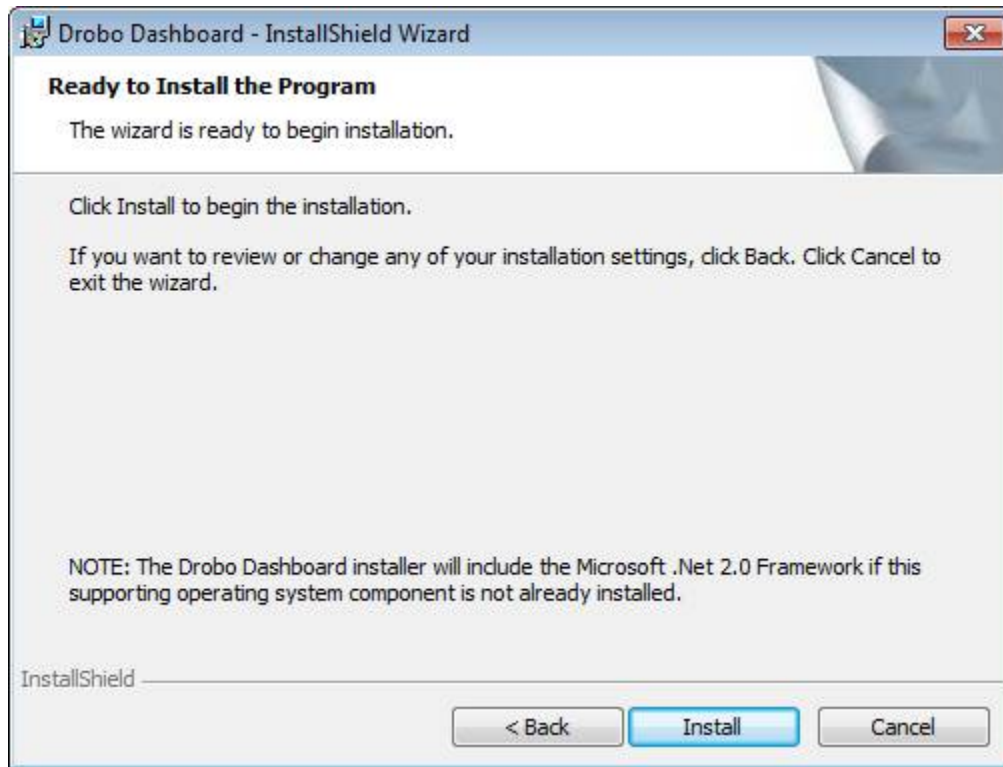 Drobo Dashboard - InstallShield Wizard
Ready to Install the Program
The wizard is ready to begin installation.
Click Install to begin the installation.
If you want to review or change any of your installation settings, click Back. Click Cancel to
exit the wizard.
NOTE: The Drobo Dashboard installer will include the Microsoft .Net 2.0 Framework if this
supporting operating system component is not already installed.
InstallShield
< Back
Install
Cancel